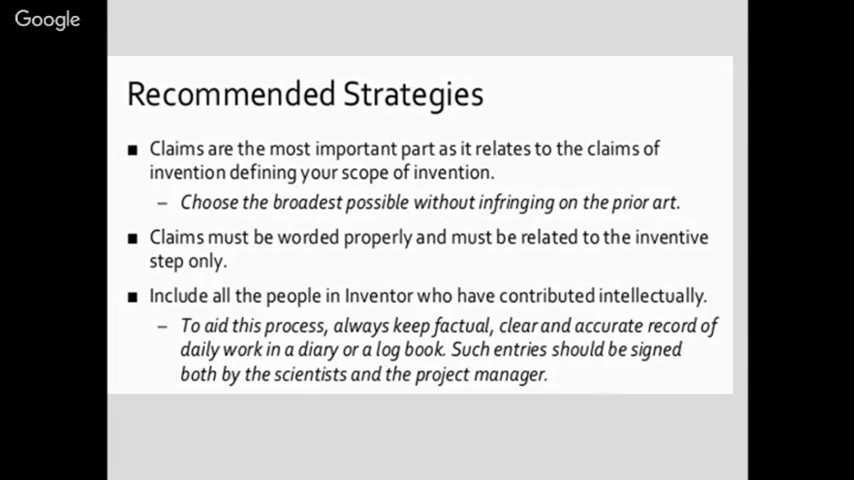 Google
Recommended Strategies
■ Claims are the most important part as it relates to the claims of
invention defining your scope of invention.
– Choose the broadest possible without infringing on the prior art.
■ Claims must be worded properly and must be related to the inventive
step only.
■ Include all the people in Inventor who have contributed intellectually.
– To aid this process, always keep factual, clear and accurate record of
daily work in a diary or a log book. Such entries should be signed
both by the scientists and the project manager.